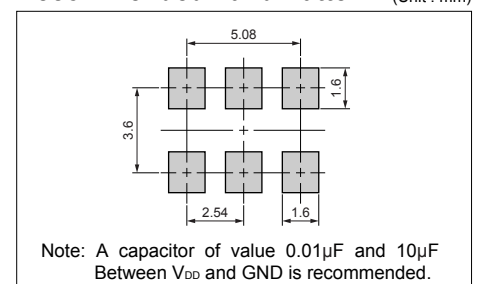 (Unit : mm)
5.08
1.6
3.6
2.54
1.6
Note: A capacitor of value 0.01µF and 10µF
Between VDD and GND is recommended.